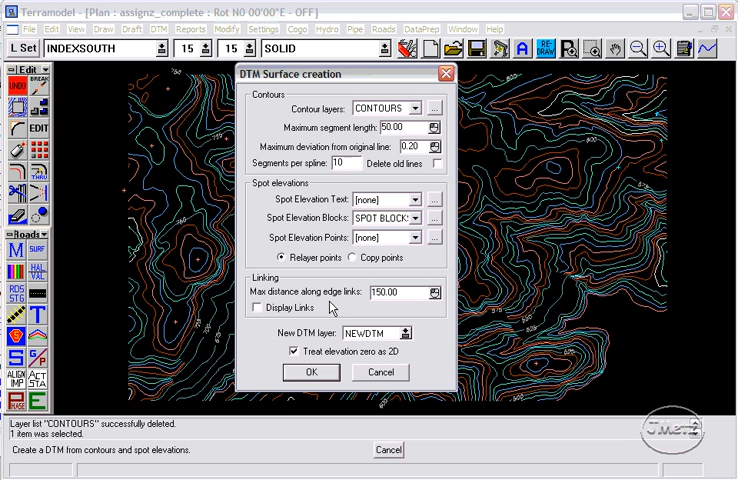 Terramodel - [Plan : assignz_complete : Rot N0 00'00"E - OFF]
File Edit View Draw Draft DTM Reports Modify Settings Cogo Hydro Pipe Roads DataPrep Window Help
L Set INDEXSOUTH 15 15 SOLID A RE-DRAW
Edit
UNDO BREAK
EDIT
THRU
Roads
M SURF
HAL VAL
RDS STG
T
S
S G/P
ALIGN IMP ACT STA
PHASE E
DTM Surface creation
Contours
Contour layers: CONTOURS ...
Maximum segment length: 50.00
Maximum deviation from original line: 0.20
Segments per spline: 10 Delete old lines
Spot elevations
Spot Elevation Text: [none] ...
Spot Elevation Blocks: SPOT BLOCKS ...
Spot Elevation Points: [none] ...
Relayer points Copy points
Linking
Max distance along edge links: 150.00
Display Links
New DTM layer: NEWDTM
Treat elevation zero as 2D
OK Cancel
Layer list "CONTOURS" successfully deleted.
1 item was selected.
Create a DTM from contours and spot elevations.
Cancel
JMetz